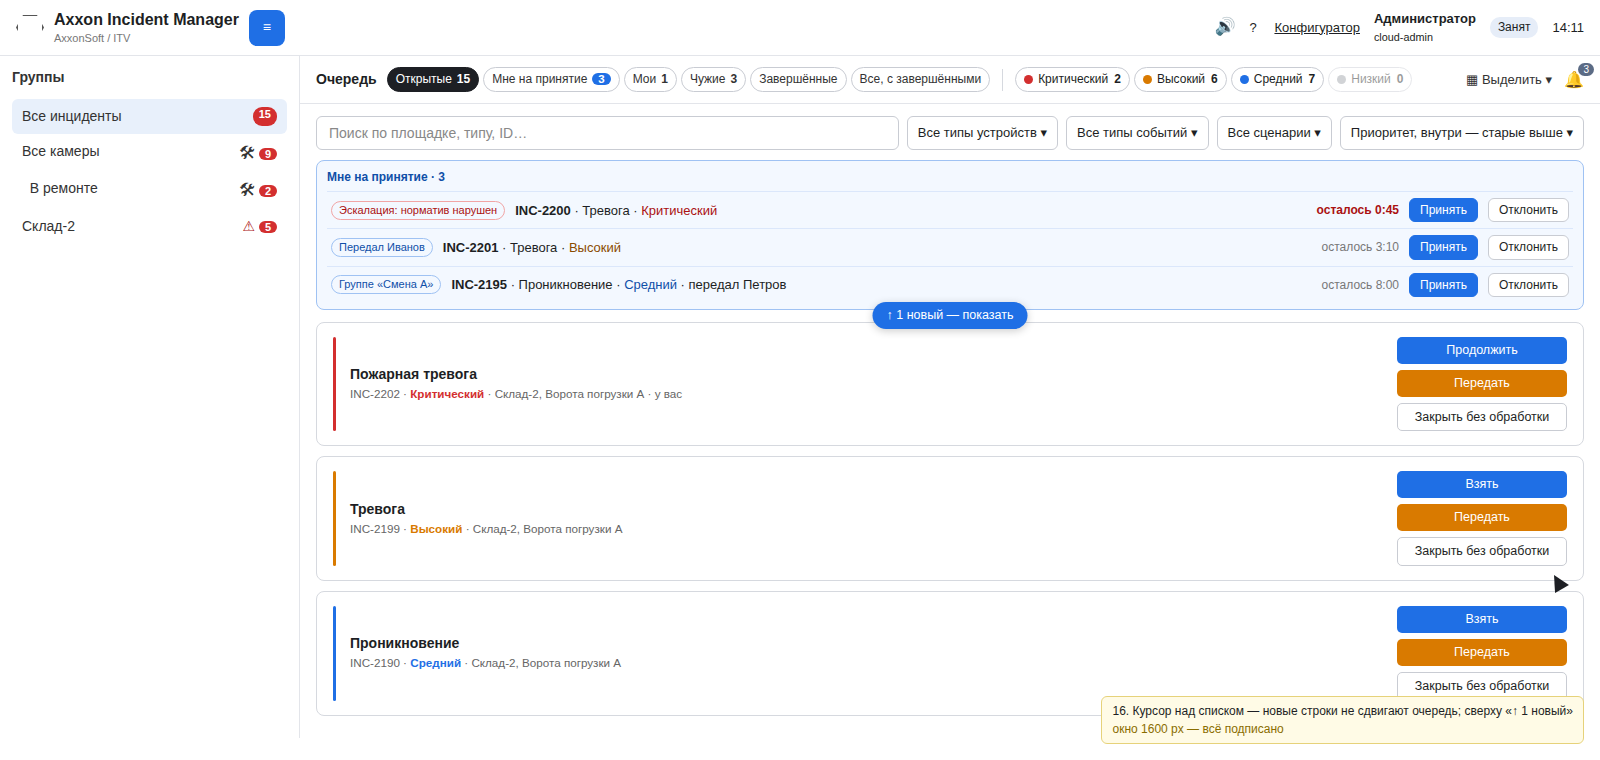 Axxon Incident Manager
AxxonSoft / ITV
≡
?
Конфигуратор
Администратор
cloud-admin
Занят
14:11
Группы
Все инциденты 15
Все камеры 9
В ремонте 2
Склад-2 5
Очередь
Открытые 15
Мне на принятие 3
Мои 1
Чужие 3
Завершённые
Все, с завершёнными
Критический 2
Высокий 6
Средний 7
Низкий 0
▦ Выделить ▾
3
Поиск по площадке, типу, ID…
Все типы устройств ▾
Все типы событий ▾
Все сценарии ▾
Приоритет, внутри — старые выше ▾
Мне на принятие · 3
Эскалация: норматив нарушен INC-2200 · Тревога · Критический осталось 0:45 Принять Отклонить
Передал Иванов INC-2201 · Тревога · Высокий осталось 3:10 Принять Отклонить
Группе «Смена А» INC-2195 · Проникновение · Средний · передал Петров осталось 8:00 Принять Отклонить
↑ 1 новый — показать
Пожарная тревога
INC-2202 · Критический · Склад-2, Ворота погрузки А · у вас
Продолжить
Передать
Закрыть без обработки
Тревога
INC-2199 · Высокий · Склад-2, Ворота погрузки А
Взять
Передать
Закрыть без обработки
Проникновение
INC-2190 · Средний · Склад-2, Ворота погрузки А
Взять
Передать
Закрыть без обработки
16. Курсор над списком — новые строки не сдвигают очередь; сверху «↑ 1 новый»
окно 1600 px — всё подписано